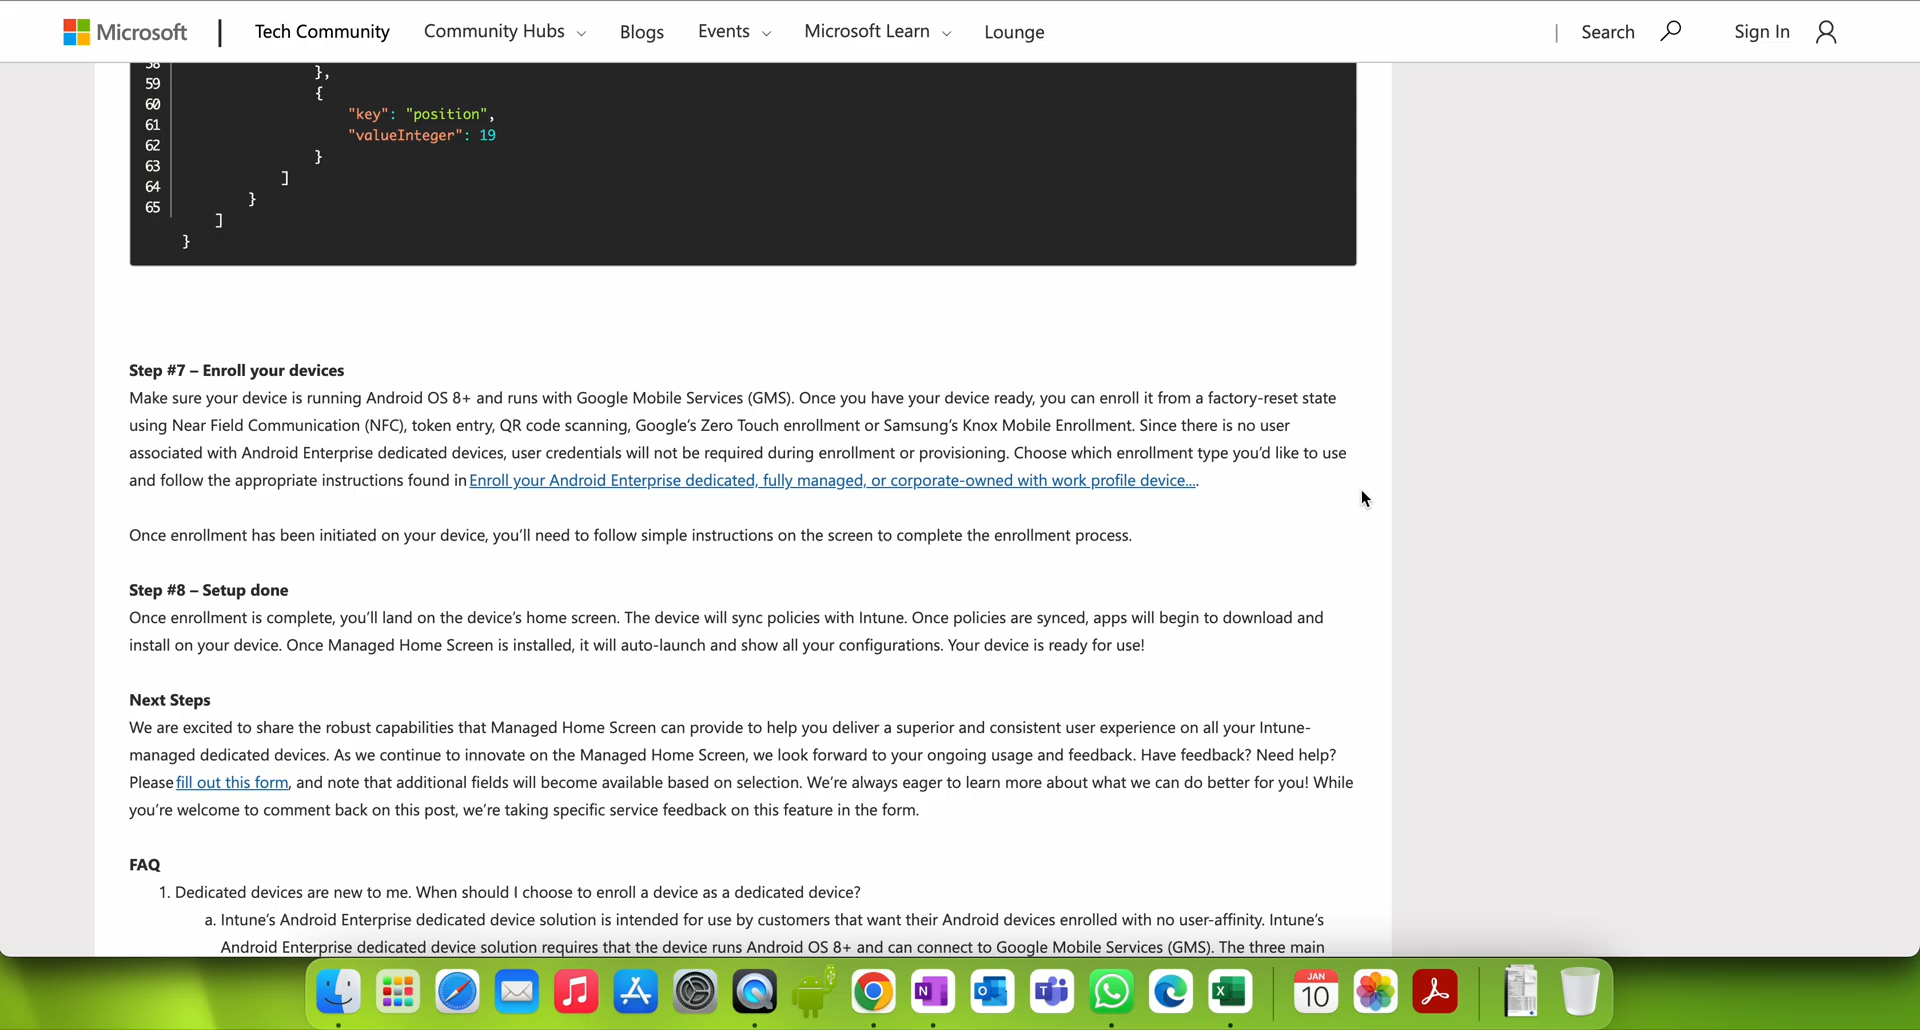 Microsoft | Tech Community Community Hubs Blogs Events Microsoft Learn Lounge | Search Sign In
58
59
60
61
62
63
64
65
},
{
"key": "position",
"valueInteger": 19
}
]
}
]
}
Step #7 – Enroll your devices
Make sure your device is running Android OS 8+ and runs with Google Mobile Services (GMS). Once you have your device ready, you can enroll it from a factory-reset state
using Near Field Communication (NFC), token entry, QR code scanning, Google's Zero Touch enrollment or Samsung's Knox Mobile Enrollment. Since there is no user
associated with Android Enterprise dedicated devices, user credentials will not be required during enrollment or provisioning. Choose which enrollment type you'd like to use
and follow the appropriate instructions found in Enroll your Android Enterprise dedicated, fully managed, or corporate-owned with work profile device....
Once enrollment has been initiated on your device, you'll need to follow simple instructions on the screen to complete the enrollment process.
Step #8 – Setup done
Once enrollment is complete, you'll land on the device's home screen. The device will sync policies with Intune. Once policies are synced, apps will begin to download and
install on your device. Once Managed Home Screen is installed, it will auto-launch and show all your configurations. Your device is ready for use!
Next Steps
We are excited to share the robust capabilities that Managed Home Screen can provide to help you deliver a superior and consistent user experience on all your Intune-
managed dedicated devices. As we continue to innovate on the Managed Home Screen, we look forward to your ongoing usage and feedback. Have feedback? Need help?
Please fill out this form, and note that additional fields will become available based on selection. We're always eager to learn more about what we can do better for you! While
you're welcome to comment back on this post, we're taking specific service feedback on this feature in the form.
FAQ
1. Dedicated devices are new to me. When should I choose to enroll a device as a dedicated device?
a. Intune's Android Enterprise dedicated device solution is intended for use by customers that want their Android devices enrolled with no user-affinity. Intune's
Android Enterprise dedicated device solution requires that the device runs Android OS 8+ and can connect to Google Mobile Services (GMS). The three main
JAN
10